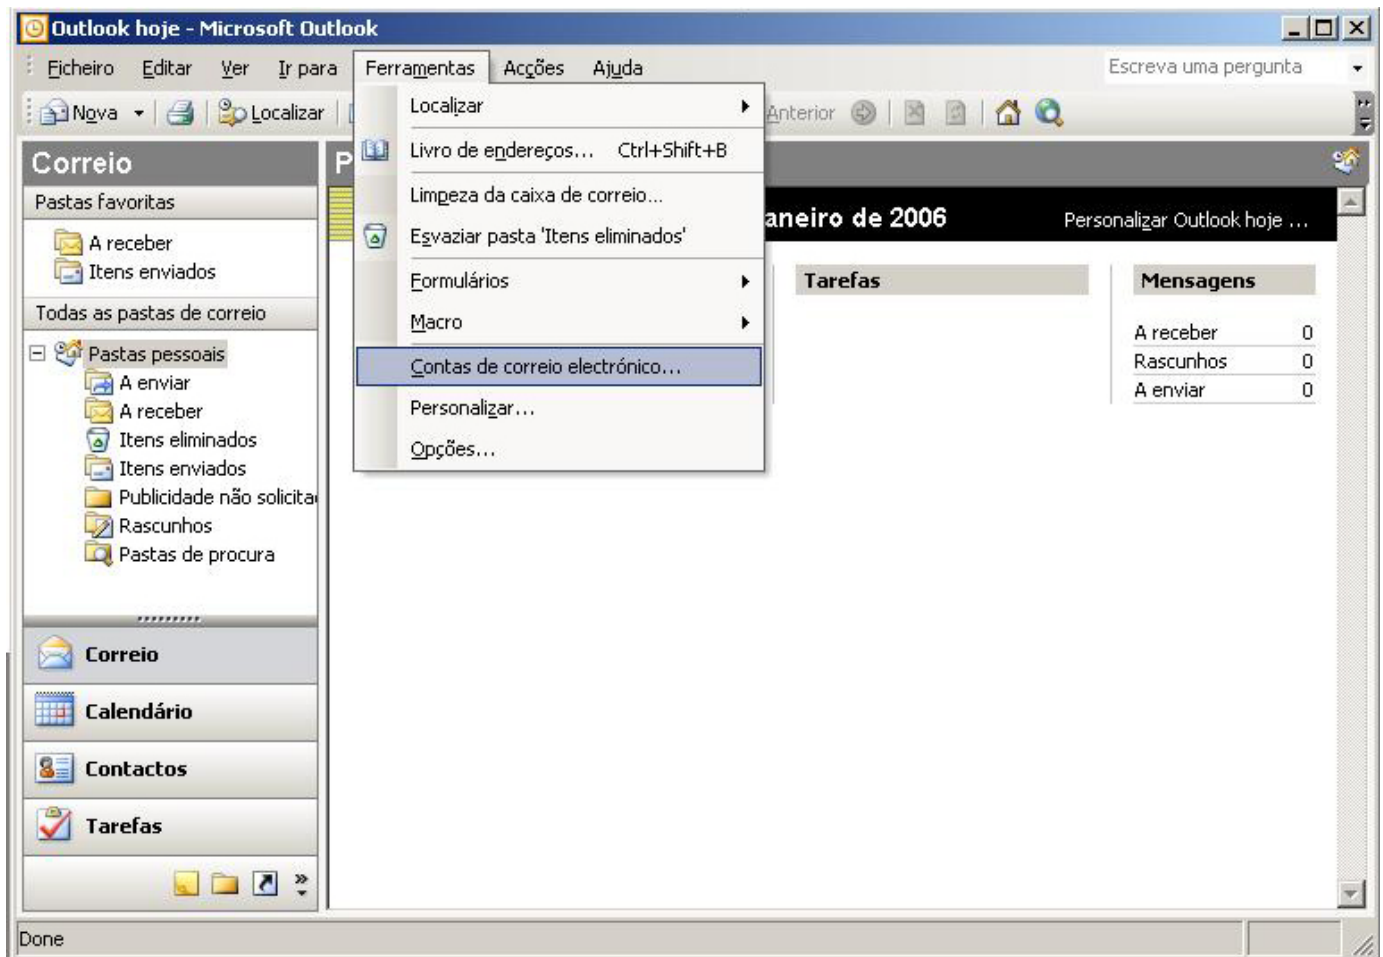 Outlook hoje - Microsoft Outlook
Ficheiro Editar Ver Ir para Ferramentas Acções Ajuda Escreva uma pergunta
Nova Localizar Anterior
Localizar
Livro de endereços... Ctrl+Shift+B
Limpeza da caixa de correio...
Esvaziar pasta 'Itens eliminados'
Formulários
Macro
Contas de correio electrónico...
Personalizar...
Opções...
Correio P
Pastas favoritas
A receber
Itens enviados
Todas as pastas de correio
Pastas pessoais
A enviar
A receber
Itens eliminados
Itens enviados
Publicidade não solicita
Rascunhos
Pastas de procura
Correio
Calendário
Contactos
Tarefas
aneiro de 2006 Personalizar Outlook hoje ...
Tarefas
Mensagens
A receber 0
Rascunhos 0
A enviar 0
Done